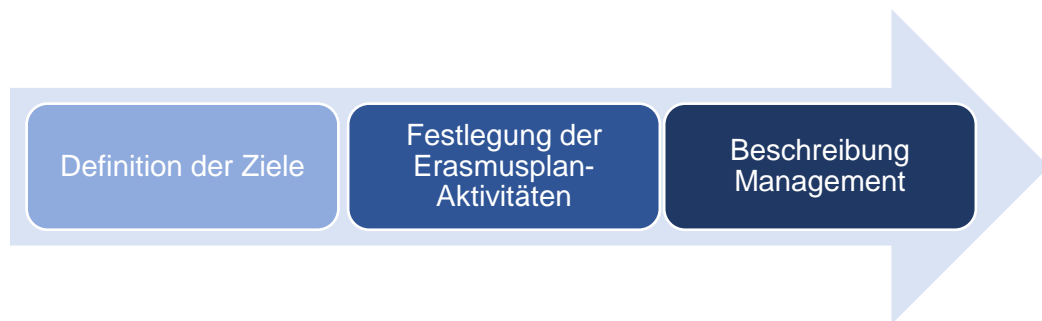 Definition der Ziele
Festlegung der
Erasmusplan-
Aktivitäten
Beschreibung
Management